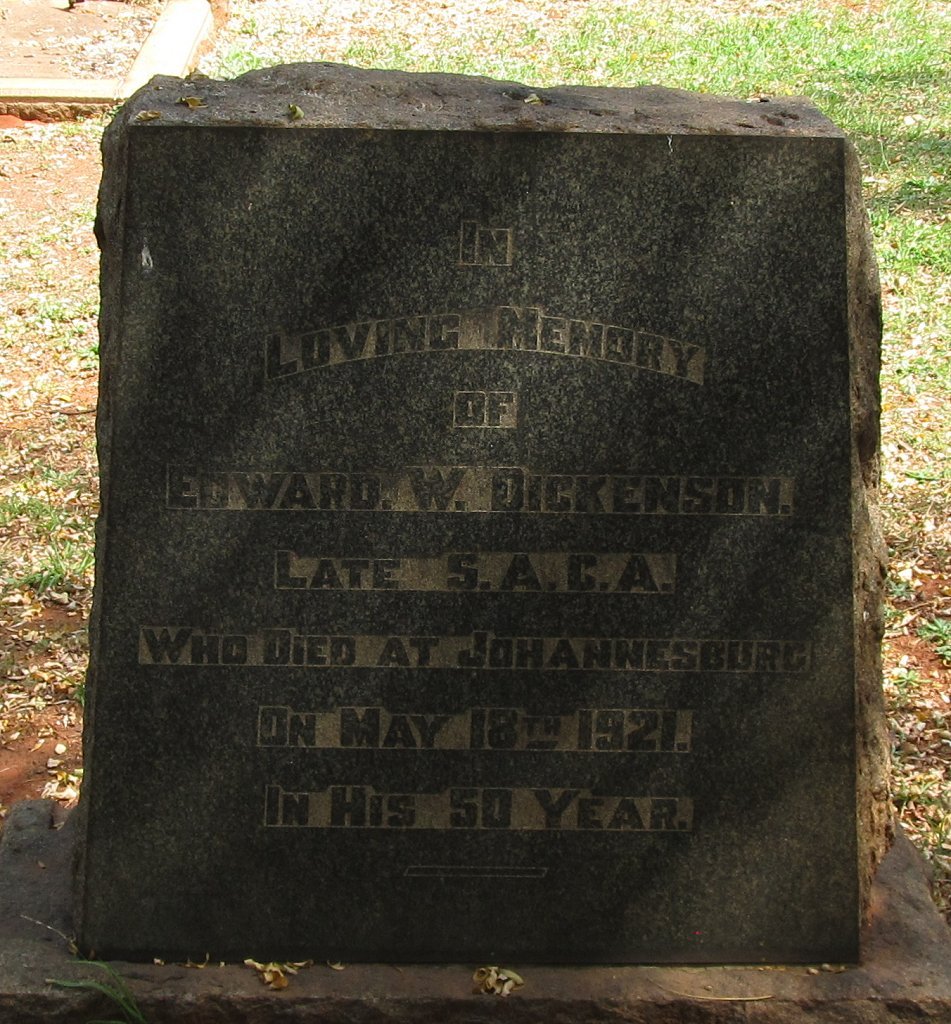 In
Loving Memory
of
Edward. W. Dickenson.
Late S.A.C.A.
Who Died at Johannesburg
On May 18th 1921.
In His 50 Year.